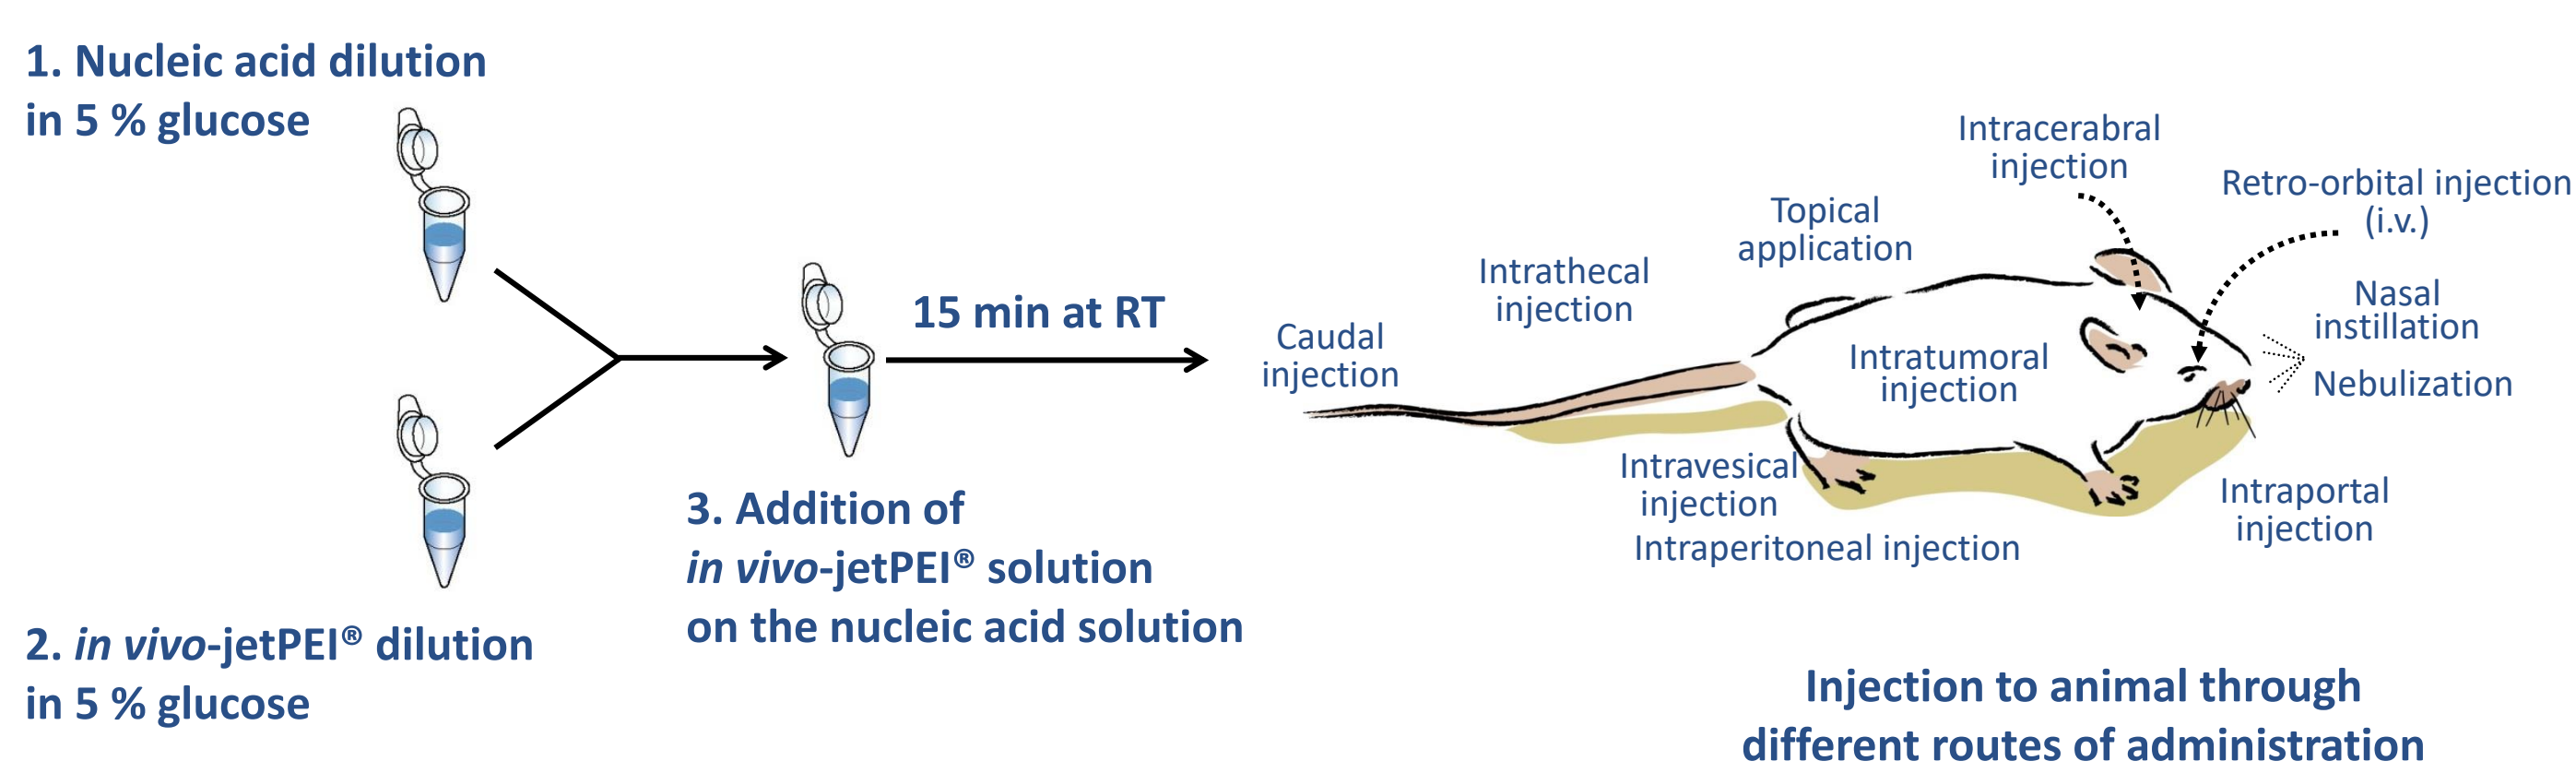 1. Nucleic acid dilution
in 5 % glucose
2. in vivo-jetPEI® dilution
in 5 % glucose
3. Addition of
in vivo-jetPEI® solution
on the nucleic acid solution
15 min at RT
Caudal
injection
Intrathecal
injection
Topical
application
Intracerabral
injection
Retro-orbital injection
(i.v.)
Nasal
instillation
Nebulization
Intratumoral
injection
Intravesical
injection
Intraperitoneal injection
Intraportal
injection
Injection to animal through
different routes of administration